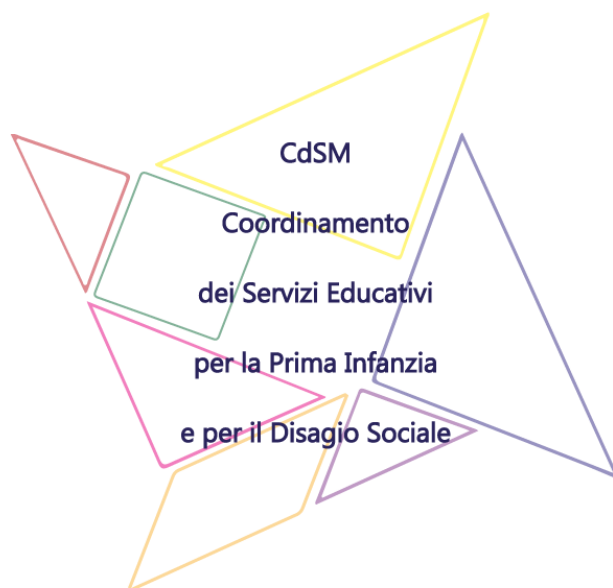 CdSM
Coordinamento
dei Servizi Educativi
per la Prima Infanzia
e per il Disagio Sociale